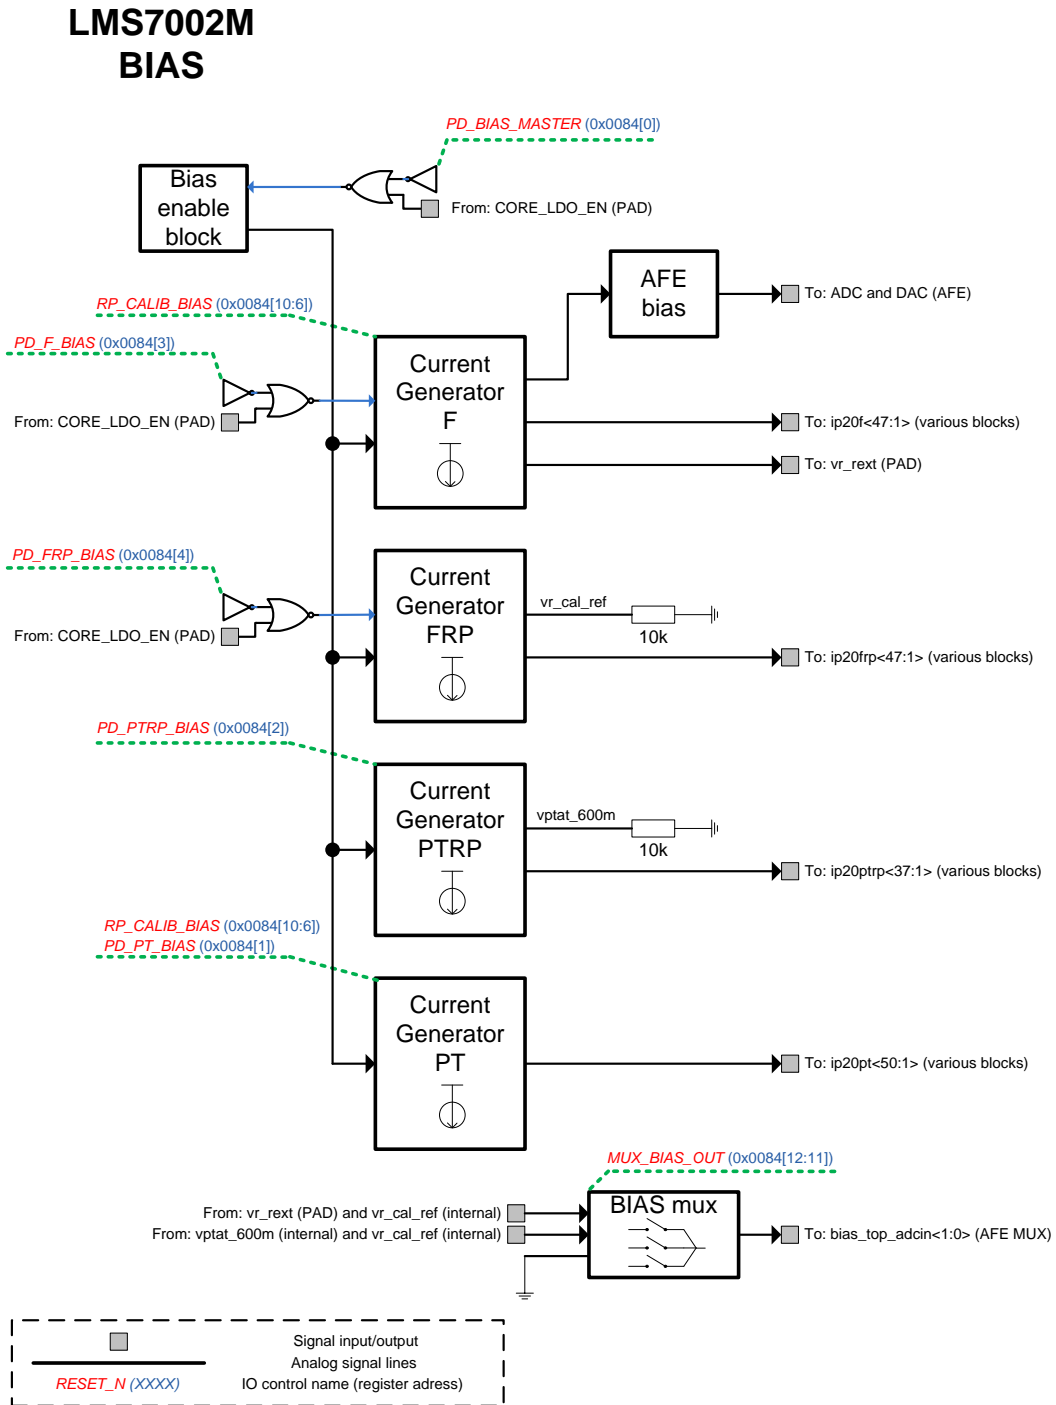 LMS7002M
BIAS
PD_BIAS_MASTER (0x0084[0])
Bias
enable
block
From: CORE_LDO_EN (PAD)
AFE
bias
To: ADC and DAC (AFE)
RP_CALIB_BIAS (0x0084[10:6])
PD_F_BIAS (0x0084[3])
From: CORE_LDO_EN (PAD)
Current
Generator
F
To: ip20f<47:1> (various blocks)
To: vr_rext (PAD)
PD_FRP_BIAS (0x0084[4])
From: CORE_LDO_EN (PAD)
Current
Generator
FRP
vr_cal_ref
10k
To: ip20frp<47:1> (various blocks)
PD_PTRP_BIAS (0x0084[2])
Current
Generator
PTRP
vptat_600m
10k
To: ip20ptrp<37:1> (various blocks)
RP_CALIB_BIAS (0x0084[10:6])
PD_PT_BIAS (0x0084[1])
Current
Generator
PT
To: ip20pt<50:1> (various blocks)
MUX_BIAS_OUT (0x0084[12:11])
BIAS mux
From: vr_rext (PAD) and vr_cal_ref (internal)
From: vptat_600m (internal) and vr_cal_ref (internal)
To: bias_top_adcin<1:0> (AFE MUX)
Signal input/output
Analog signal lines
RESET_N (XXXX) IO control name (register adress)